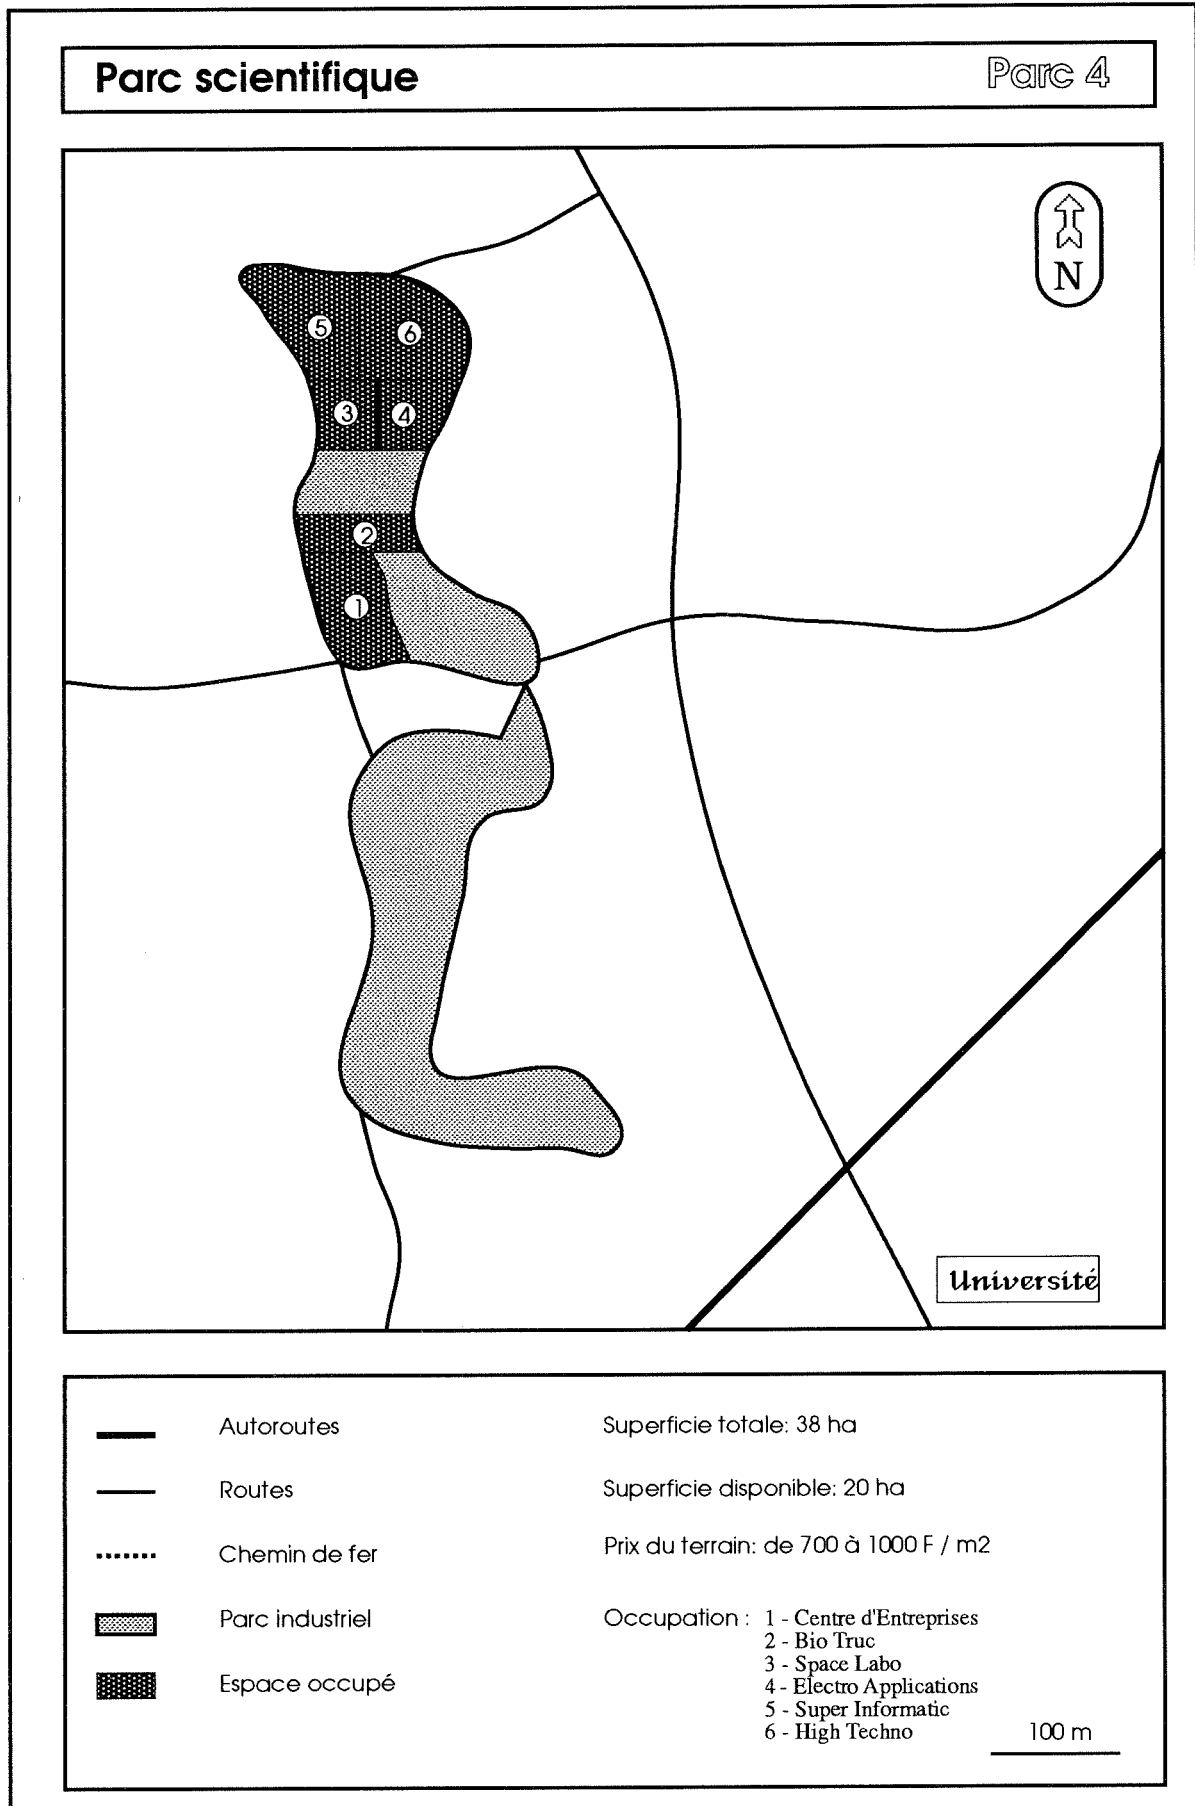 Parc scientifique
Parc 4
N
5
6
3
4
2
1
Université
Autoroutes
Routes
Chemin de fer
Parc industriel
Espace occupé
Superficie totale: 38 ha
Superficie disponible: 20 ha
Prix du terrain: de 700 à 1000 F / m2
Occupation : 1 - Centre d'Entreprises
2 - Bio Truc
3 - Space Labo
4 - Electro Applications
5 - Super Informatic
6 - High Techno
100 m